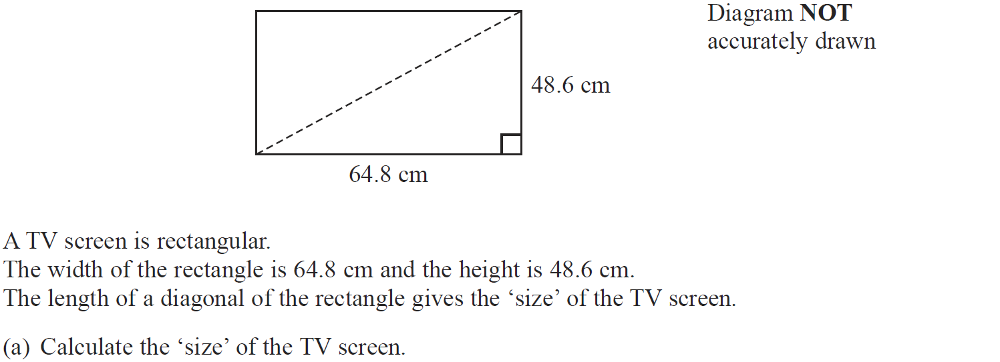 Diagram NOT
accurately drawn
48.6 cm
64.8 cm
A TV screen is rectangular.
The width of the rectangle is 64.8 cm and the height is 48.6 cm.
The length of a diagonal of the rectangle gives the ‘size’ of the TV screen.
(a) Calculate the ‘size’ of the TV screen.